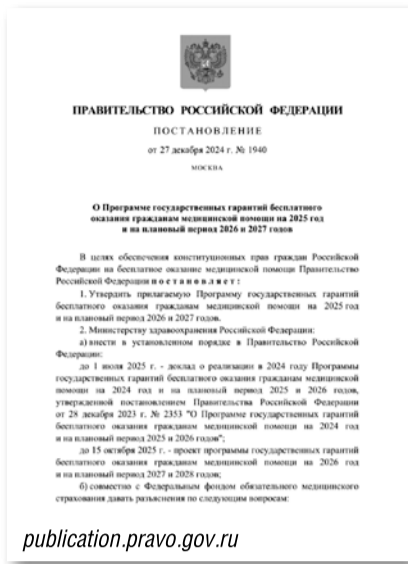 ПРАВИТЕЛЬСТВО РОССИЙСКОЙ ФЕДЕРАЦИИ
ПОСТАНОВЛЕНИЕ
от 27 декабря 2024 г. № 1940
МОСКВА
О Программе государственных гарантий бесплатного
оказания гражданам медицинской помощи на 2025 год
и на плановый период 2026 и 2027 годов
В целях обеспечения конституционных прав граждан Российской
Федерации на бесплатное оказание медицинской помощи Правительство
Российской Федерации постановляет:
1. Утвердить прилагаемую Программу государственных гарантий
бесплатного оказания гражданам медицинской помощи на 2025 год
и на плановый период 2026 и 2027 годов.
2. Министерству здравоохранения Российской Федерации:
а) внести в установленном порядке в Правительство Российской
Федерации:
до 1 июля 2025 г. - доклад о реализации в 2024 году Программы
государственных гарантий бесплатного оказания гражданам медицинской
помощи на 2024 год и на плановый период 2025 и 2026 годов,
утвержденной постановлением Правительства Российской Федерации
от 28 декабря 2023 г. № 2353 "О Программе государственных гарантий
бесплатного оказания гражданам медицинской помощи на 2024 год
и на плановый период 2025 и 2026 годов";
до 15 октября 2025 г. - проект программы государственных гарантий
бесплатного оказания гражданам медицинской помощи на 2026 год
и на плановый период 2027 и 2028 годов;
б) совместно с Федеральным фондом обязательного медицинского
страхования давать разъяснения по следующим вопросам:
publication.pravo.gov.ru